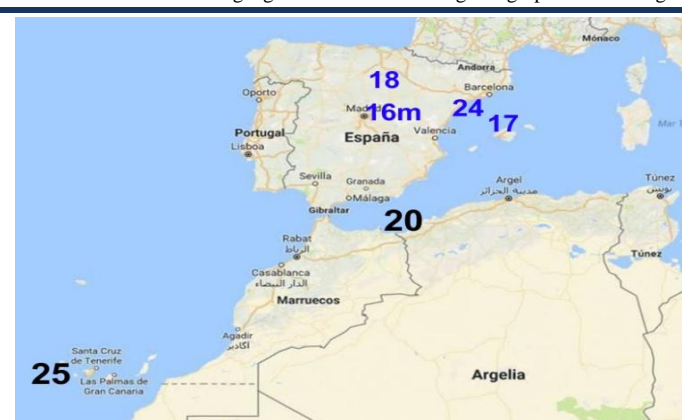 Mónaco
Andorra
18
Barcelona
Oporto
Madrid
16m
24
17
Mar T
Portugal
España
Valencia
Lisboa
Sevilla
Granada
Málaga
Argel
مدينة الجزائر
Túnez
تونس
Gibraltar
20
Rabat
الرباط
Túnez
Casablanca
الدار البيضاء
Marruecos
Agadir
أكادير
Santa Cruz
de Tenerife
25
Las Palmas de
Gran Canaria
Argelia